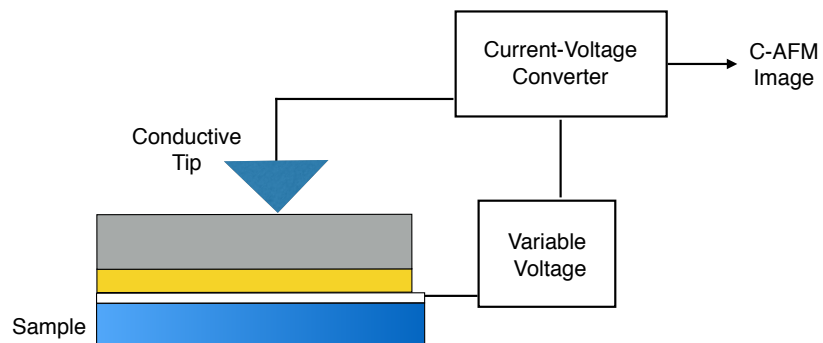 Current-Voltage
Converter
C-AFM
Image
Conductive
Tip
Variable
Voltage
Sample